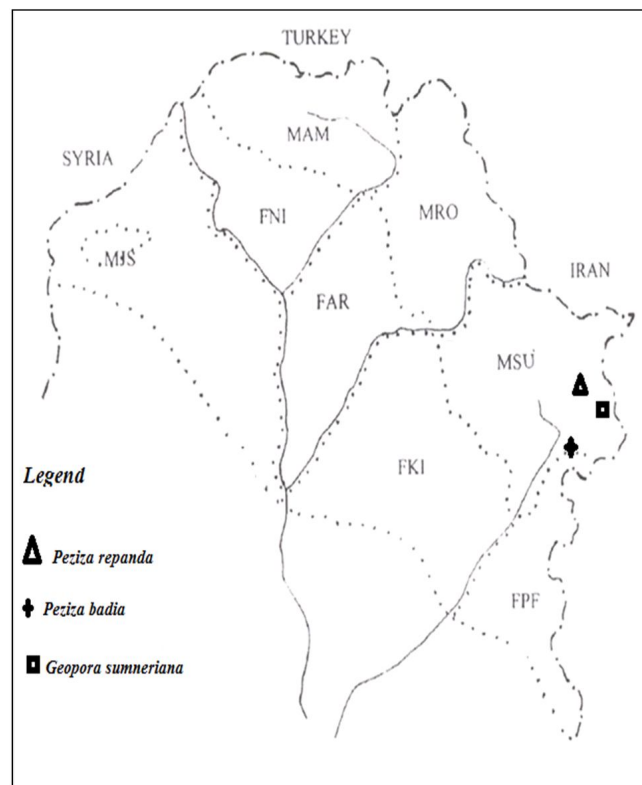 TURKEY
MAM
SYRIA
FNI
MRO
MJS
IRAN
FAR
MSU
FKI
Legend
Peziza repanda
Peziza badia
FPF
Geopora sumneriana